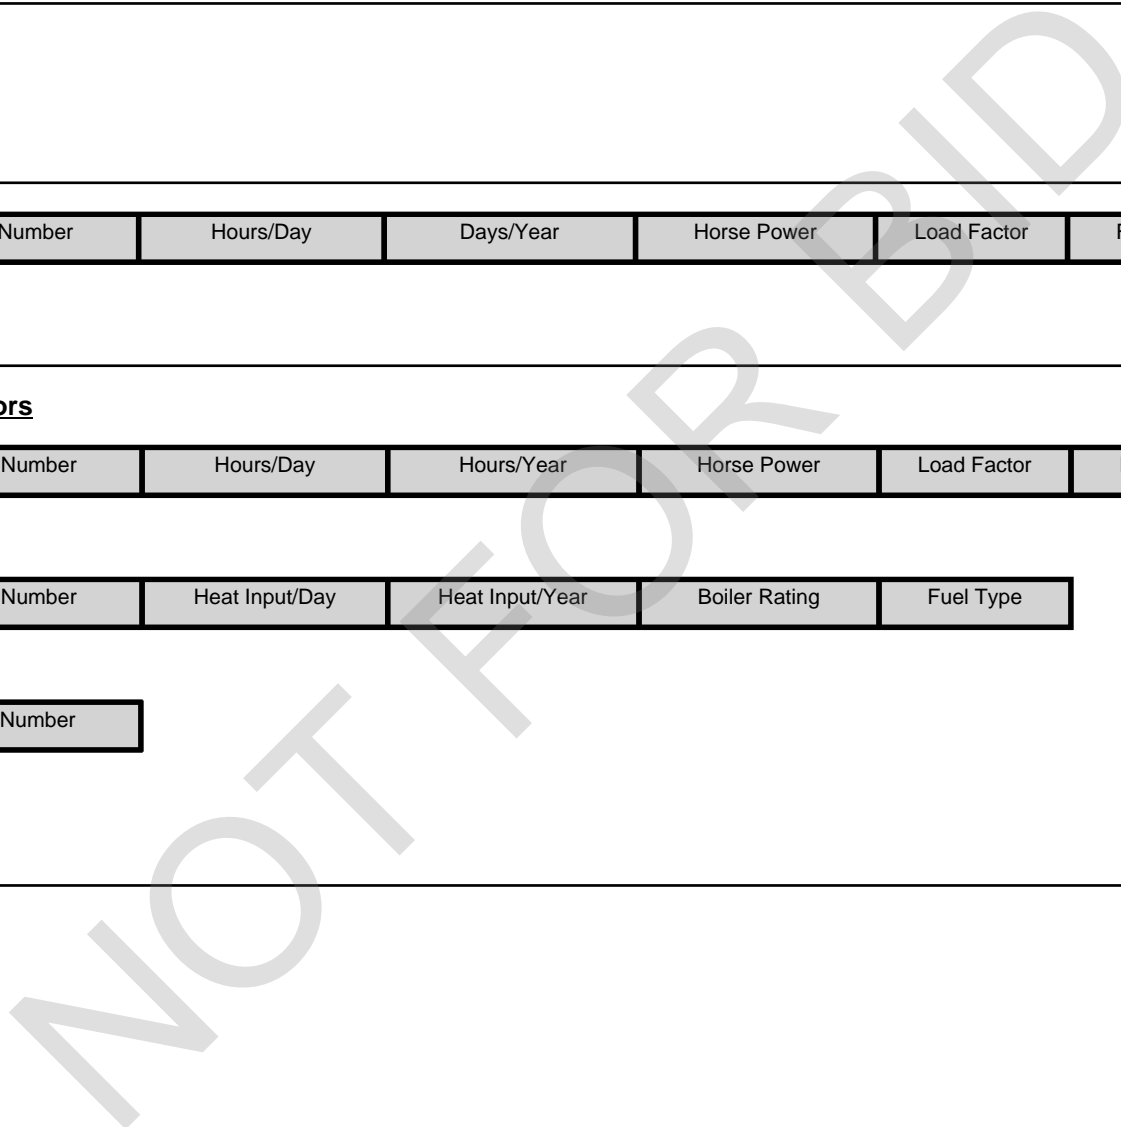 Number Hours/Day Days/Year Horse Power Load Factor
ors
Number Hours/Day Hours/Year Horse Power Load Factor
Number Heat Input/Day Heat Input/Year Boiler Rating Fuel Type
Number
NOT FOR BID